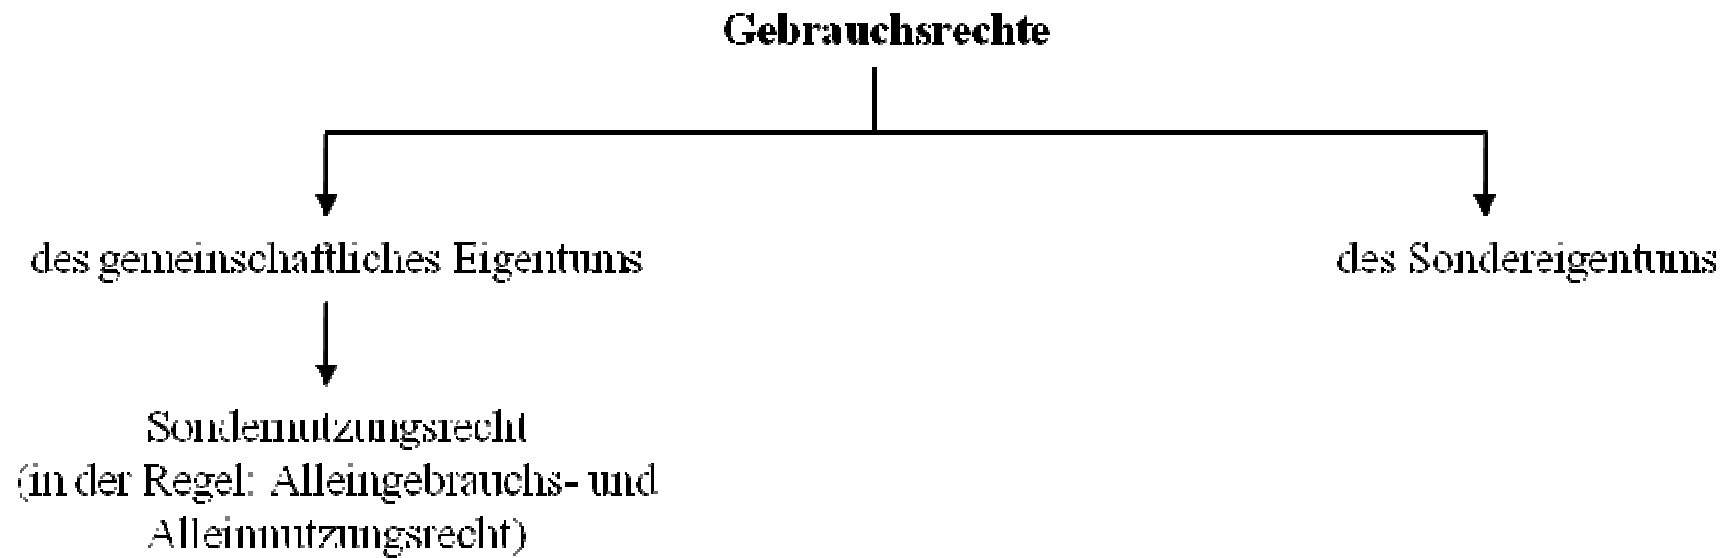 Gebrauchsrechte
des gemeinschaftliches Eigentums
des Sondereigentums
Sondernutzungsrecht
(in der Regel: Alleingebrauchs- und
Alleinnutzungsrecht)